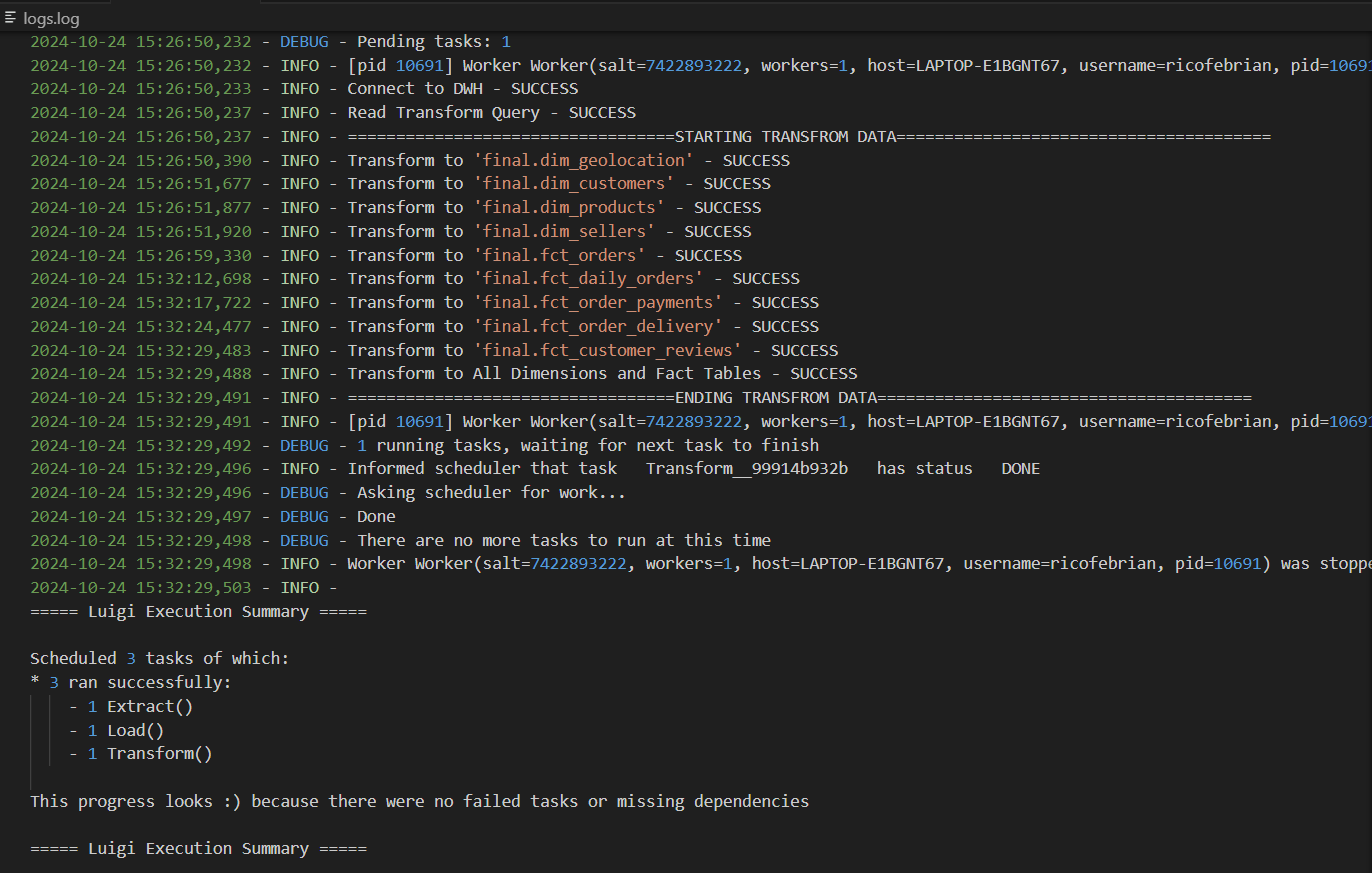 logs.log
2024-10-24 15:26:50,232 - DEBUG - Pending tasks: 1
2024-10-24 15:26:50,232 - INFO - [pid 10691] Worker Worker(salt=7422893222, workers=1, host=LAPTOP-E1BGNT67, username=ricofebrian, pid=10691
2024-10-24 15:26:50,233 - INFO - Connect to DWH - SUCCESS
2024-10-24 15:26:50,237 - INFO - Read Transform Query - SUCCESS
2024-10-24 15:26:50,237 - INFO - ==================================STARTING TRANSFROM DATA=======================================
2024-10-24 15:26:50,390 - INFO - Transform to 'final.dim_geolocation' - SUCCESS
2024-10-24 15:26:51,677 - INFO - Transform to 'final.dim_customers' - SUCCESS
2024-10-24 15:26:51,877 - INFO - Transform to 'final.dim_products' - SUCCESS
2024-10-24 15:26:51,920 - INFO - Transform to 'final.dim_sellers' - SUCCESS
2024-10-24 15:26:59,330 - INFO - Transform to 'final.fct_orders' - SUCCESS
2024-10-24 15:32:12,698 - INFO - Transform to 'final.fct_daily_orders' - SUCCESS
2024-10-24 15:32:17,722 - INFO - Transform to 'final.fct_order_payments' - SUCCESS
2024-10-24 15:32:24,477 - INFO - Transform to 'final.fct_order_delivery' - SUCCESS
2024-10-24 15:32:29,483 - INFO - Transform to 'final.fct_customer_reviews' - SUCCESS
2024-10-24 15:32:29,488 - INFO - Transform to All Dimensions and Fact Tables - SUCCESS
2024-10-24 15:32:29,491 - INFO - ==================================ENDING TRANSFROM DATA=======================================
2024-10-24 15:32:29,491 - INFO - [pid 10691] Worker Worker(salt=7422893222, workers=1, host=LAPTOP-E1BGNT67, username=ricofebrian, pid=10691
2024-10-24 15:32:29,492 - DEBUG - 1 running tasks, waiting for next task to finish
2024-10-24 15:32:29,496 - INFO - Informed scheduler that task   Transform__99914b932b   has status   DONE
2024-10-24 15:32:29,496 - DEBUG - Asking scheduler for work...
2024-10-24 15:32:29,497 - DEBUG - Done
2024-10-24 15:32:29,498 - DEBUG - There are no more tasks to run at this time
2024-10-24 15:32:29,498 - INFO - Worker Worker(salt=7422893222, workers=1, host=LAPTOP-E1BGNT67, username=ricofebrian, pid=10691) was stoppe
2024-10-24 15:32:29,503 - INFO -
===== Luigi Execution Summary =====
Scheduled 3 tasks of which:
* 3 ran successfully:
- 1 Extract()
- 1 Load()
- 1 Transform()
This progress looks :) because there were no failed tasks or missing dependencies
===== Luigi Execution Summary =====